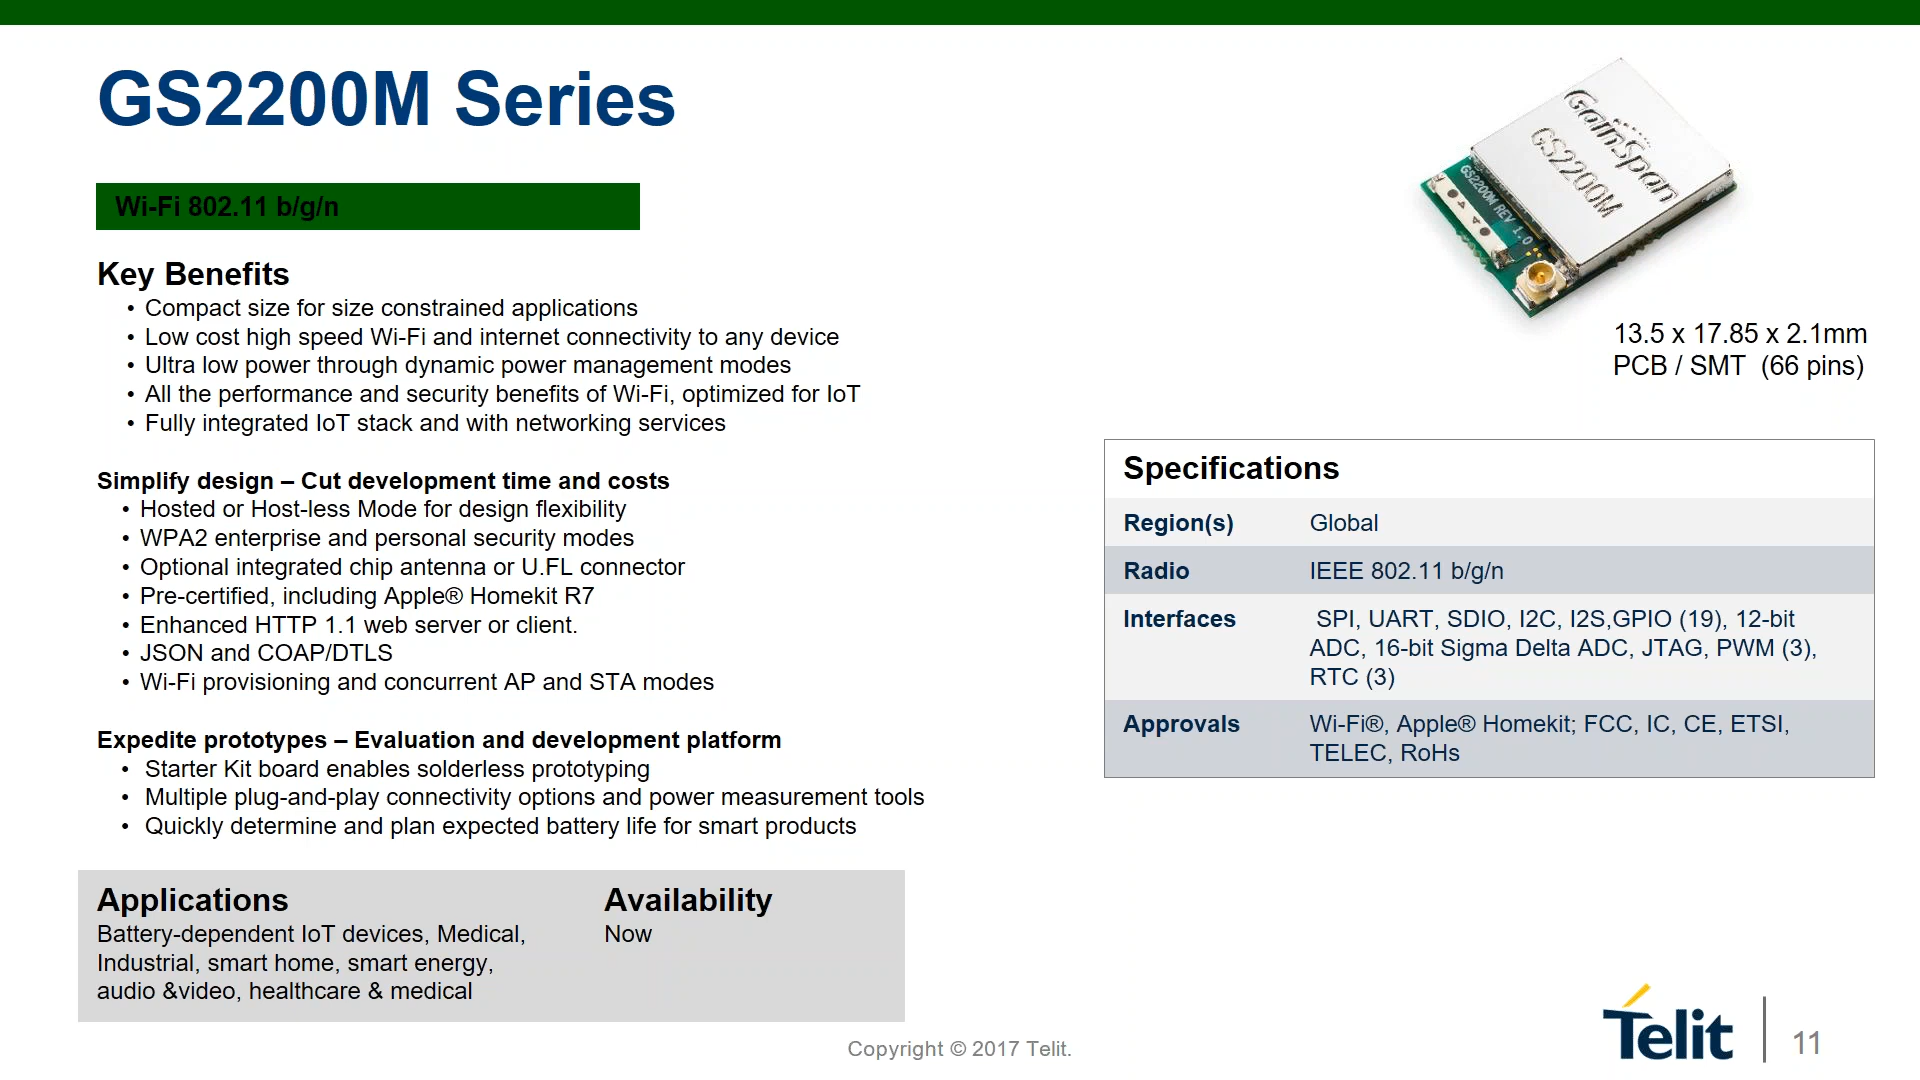 GS2200M Series
Wi-Fi 802.11 b/g/n
Key Benefits
• Compact size for size constrained applications
• Low cost high speed Wi-Fi and internet connectivity to any device
• Ultra low power through dynamic power management modes
• All the performance and security benefits of Wi-Fi, optimized for IoT
• Fully integrated IoT stack and with networking services
Simplify design – Cut development time and costs
• Hosted or Host-less Mode for design flexibility
• WPA2 enterprise and personal security modes
• Optional integrated chip antenna or U.FL connector
• Pre-certified, including Apple® Homekit R7
• Enhanced HTTP 1.1 web server or client.
• JSON and COAP/DTLS
• Wi-Fi provisioning and concurrent AP and STA modes
Expedite prototypes – Evaluation and development platform
• Starter Kit board enables solderless prototyping
• Multiple plug-and-play connectivity options and power measurement tools
• Quickly determine and plan expected battery life for smart products
Applications
Battery-dependent IoT devices, Medical,
Industrial, smart home, smart energy,
audio &video, healthcare & medical
Availability
Now
GainSpan
GS2200M
GS2200M REV 1.0
13.5 x 17.85 x 2.1mm
PCB / SMT (66 pins)
Specifications
Region(s) Global
Radio IEEE 802.11 b/g/n
Interfaces SPI, UART, SDIO, I2C, I2S,GPIO (19), 12-bit
ADC, 16-bit Sigma Delta ADC, JTAG, PWM (3),
RTC (3)
Approvals Wi-Fi®, Apple® Homekit; FCC, IC, CE, ETSI,
TELEC, RoHs
Copyright © 2017 Telit.
Telit
11